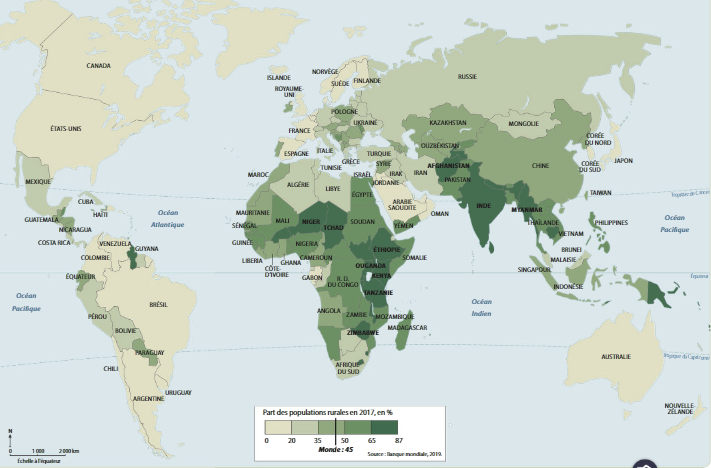 CANADA
ISLANDE
NORVÈGE
SUÈDE
FINLANDE
RUSSIE
ROYAUME-
UNI
POLOGNE
UKRAINE
KAZAKHSTAN
MONGOLIE
ÉTATS-UNIS
FRANCE
OUZBÉKISTAN
CORÉE
DU NORD
ESPAGNE
ITALIE
GRÈCE
TURQUIE
SYRIE
AFGHANISTAN
CHINE
CORÉE
DU SUD
JAPON
MAROC
TUNISIE
ISRAËL
IRAK
IRAN
JORDANIE
PAKISTAN
MEXIQUE
ALGÉRIE
LIBYE
ÉGYPTE
ARABIE
SAOUDITE
OMAN
TAÏWAN
Tropique du Cancer
CUBA
HAÏTI
Océan
Atlantique
MAURITANIE
MALI
NIGER
TCHAD
SOUDAN
YÉMEN
INDE
MYANMAR
THAÏLANDE
VIETNAM
PHILIPPINES
Océan
Pacifique
GUATEMALA
NICARAGUA
COSTA RICA
SÉNÉGAL
GUINÉE
NIGERIA
ÉTHIOPIE
SOMALIE
VENEZUELA
GUYANA
COLOMBIE
LIBERIA
CÔTE-
D'IVOIRE
GHANA
CAMEROUN
GABON
OUGANDA
KENYA
BRUNEI
MALAISIE
SINGAPOUR
INDONÉSIE
Équateur
ÉQUATEUR
R. D.
DU CONGO
TANZANIE
Océan
Pacifique
PÉROU
BRÉSIL
BOLIVIE
ANGOLA
ZAMBIE
MOZAMBIQUE
MADAGASCAR
ZIMBABWE
Océan
Indien
PARAGUAY
CHILI
AFRIQUE
DU SUD
AUSTRALIE
Tropique du Capricorne
ARGENTINE
URUGUAY
NOUVELLE-
ZÉLANDE
Part des populations rurales en 2017, en %
0 20 35 50 65 87
Monde : 45
Source : Banque mondiale, 2019.
N
0 1 000 2 000 km
Échelle à l'équateur